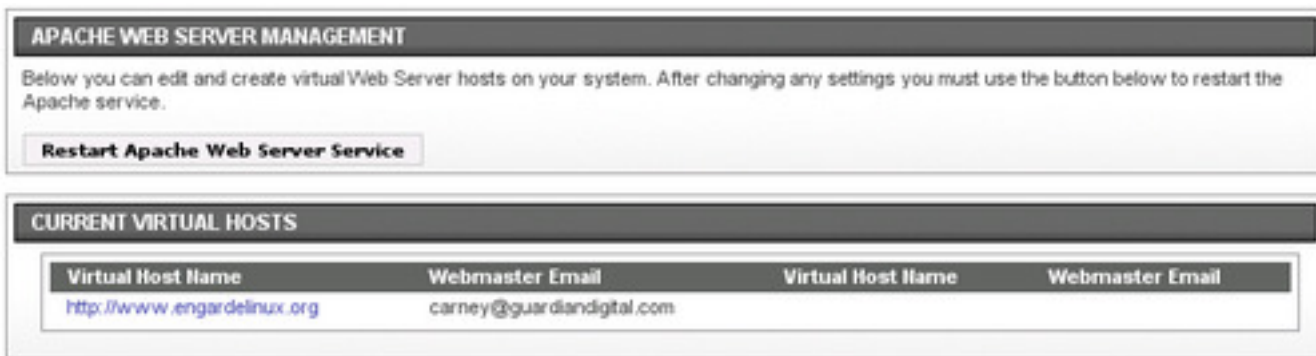 APACHE WEB SERVER MANAGEMENT
Below you can edit and create virtual Web Server hosts on your system. After changing any settings you must use the button below to restart the
Apache service.
Restart Apache Web Server Service
CURRENT VIRTUAL HOSTS
Virtual Host Name Webmaster Email Virtual Host Name Webmaster Email
http://www.engardelinux.org carney@guardiandigital.com